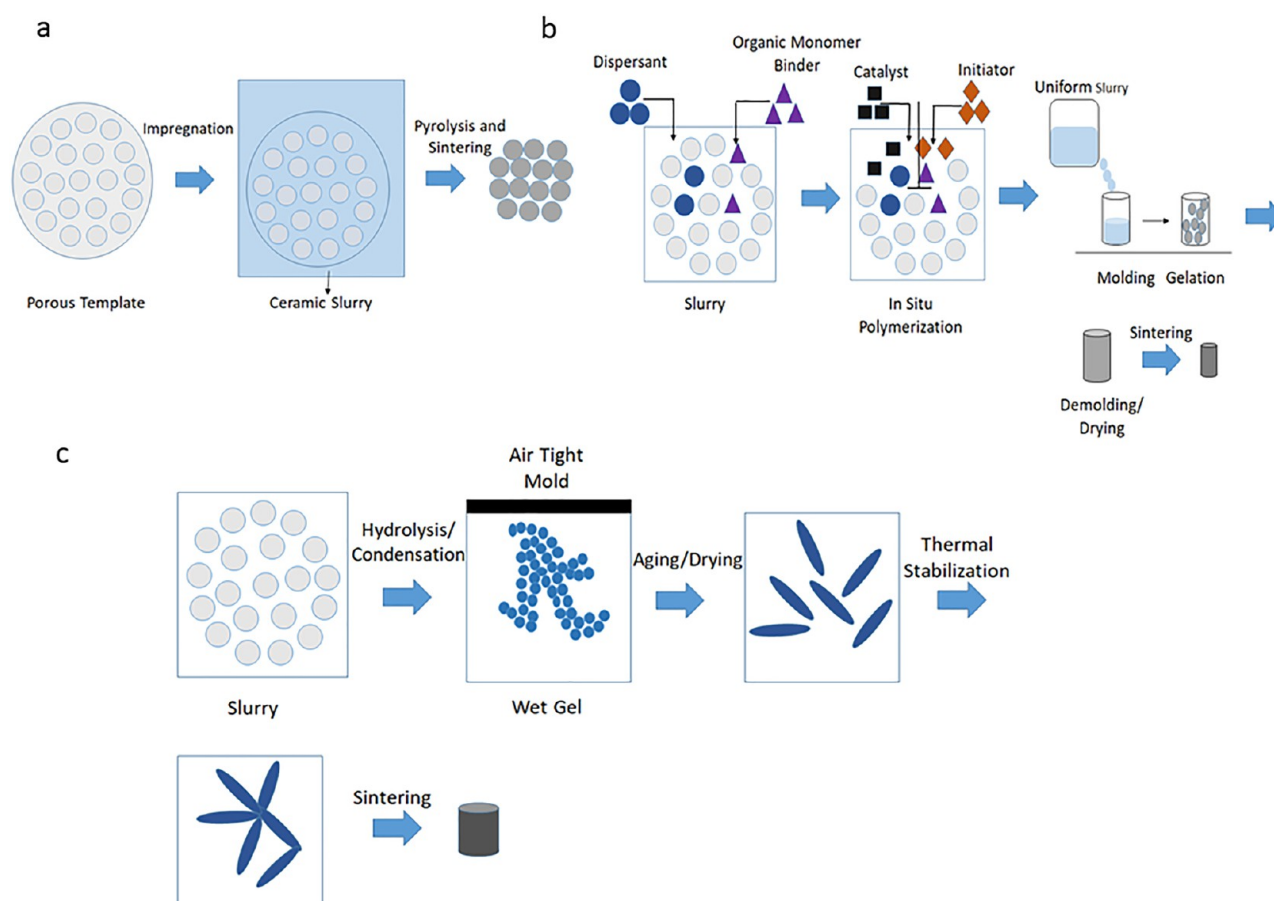 a
Impregnation
Pyrolysis and
Sintering
Porous Template
Ceramic Slurry
b
Dispersant
Organic Monomer
Binder
Catalyst
Initiator
Uniform Slurry
Slurry
In Situ
Polymerization
Molding
Gelation
Sintering
Demolding/
Drying
c
Air Tight
Mold
Hydrolysis/
Condensation
Aging/Drying
Thermal
Stabilization
Slurry
Wet Gel
Sintering